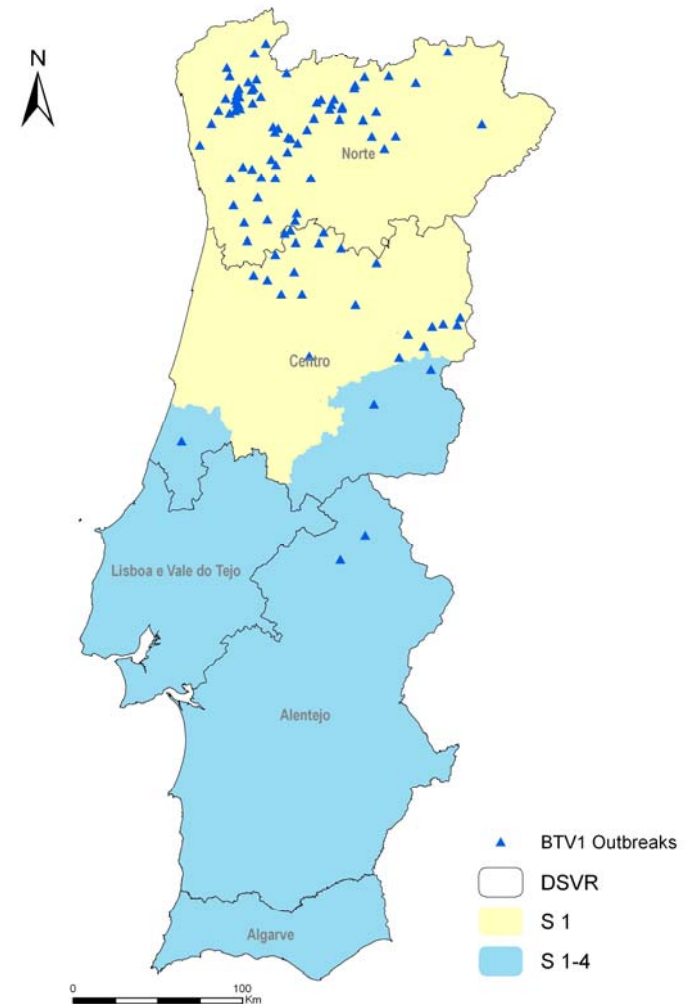 N
Norte
Centro
Lisboa e Vale do Tejo
Alentejo
Algarve
BTV1 Outbreaks
DSVR
S 1
S 1-4
0 100
Km